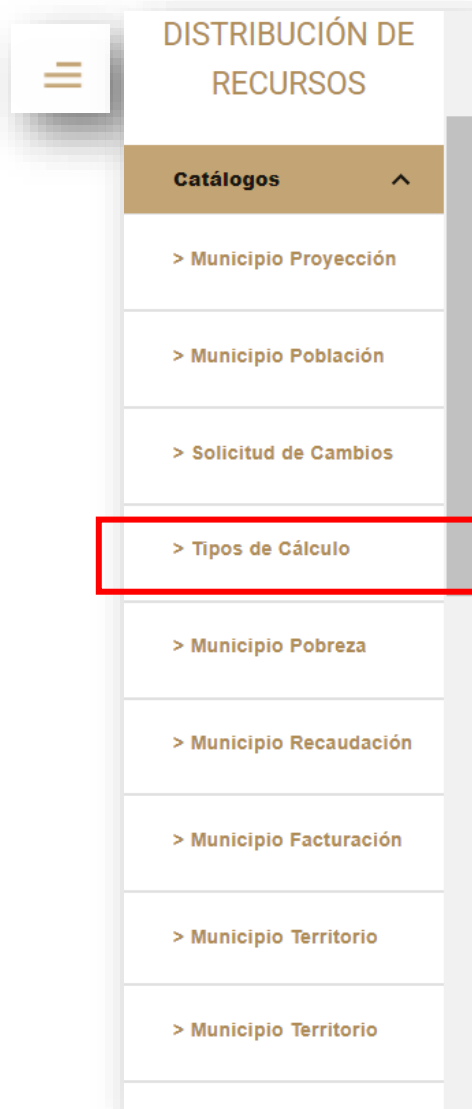 DISTRIBUCIÓN DE
RECURSOS
Catálogos
> Municipio Proyección
> Municipio Población
> Solicitud de Cambios
> Tipos de Cálculo
> Municipio Pobreza
> Municipio Recaudación
> Municipio Facturación
> Municipio Territorio
> Municipio Territorio